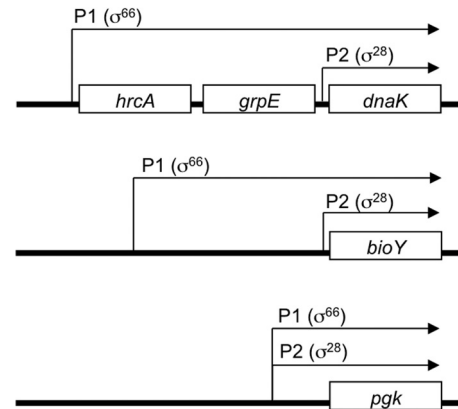 P1 (σ⁶⁶)
P2 (σ²⁸)
hrcA grpE dnaK
P1 (σ⁶⁶)
P2 (σ²⁸)
bioY
P1 (σ⁶⁶)
P2 (σ²⁸)
pgk